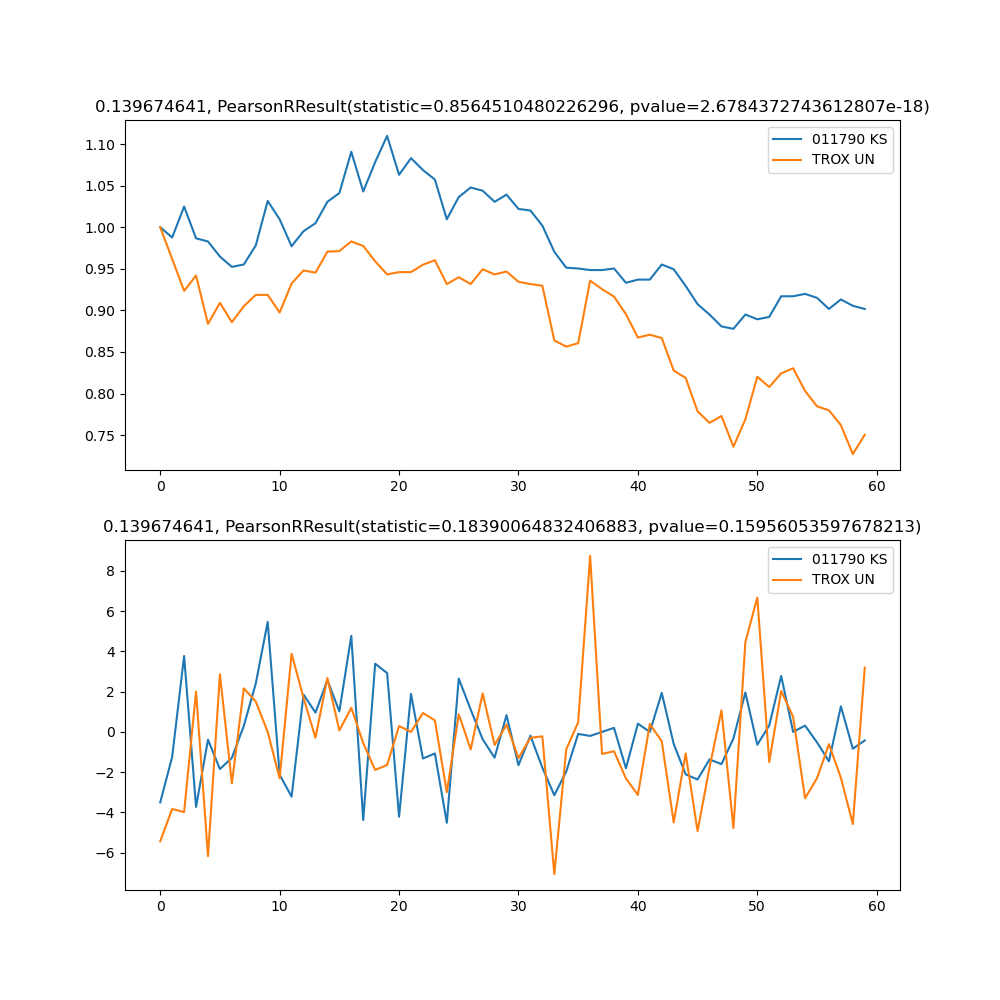 0.139674641, PearsonRResult(statistic=0.8564510480226296, pvalue=2.6784372743612807e-18)
011790 KS
TROX UN
1.10
1.05
1.00
0.95
0.90
0.85
0.80
0.75
0 10 20 30 40 50 60
0.139674641, PearsonRResult(statistic=0.18390064832406883, pvalue=0.15956053597678213)
011790 KS
TROX UN
8
6
4
2
0
−2
−4
−6
0 10 20 30 40 50 60